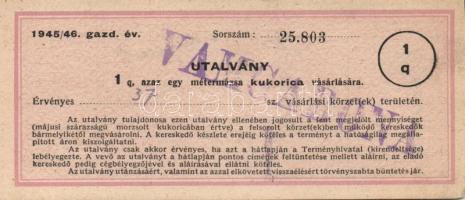 1945/46. gazd. év. Sorszám: 25.803
UTALVÁNY
1 q, azaz egy métermázsa kukorica vásárlására.
1
q
Érvényes 37 sz. vásárlási körzet(ek) területén.
Az utalvány tulajdonosa ezen utalvány ellenében jogosult a fent megjelölt mennyiséget
(májusi szárazságú morzsolt kukoricában értve) a felsorolt körzet(ek)ben működő kereskedők
bármelyikétől megvásárolni. A kereskedő készlete erejéig köteles a terményt a hatóságilag megálla-
pított áron kiszolgáltatni.
Az utalvány csak akkor érvényes, ha azt a hátlapján a Terményhivatal (kirendeltsége)
lebélyegezte. A vevő az utalványt a hátlapján pontos címének feltüntetése mellett aláírni, az eladó
kereskedő pedig cégbélyegzőjével és aláírásával ellátni köteles.
Az utalvány utánzásáért, valamint az azzal elkövetett visszaélésért törvényszabta büntetés jár.